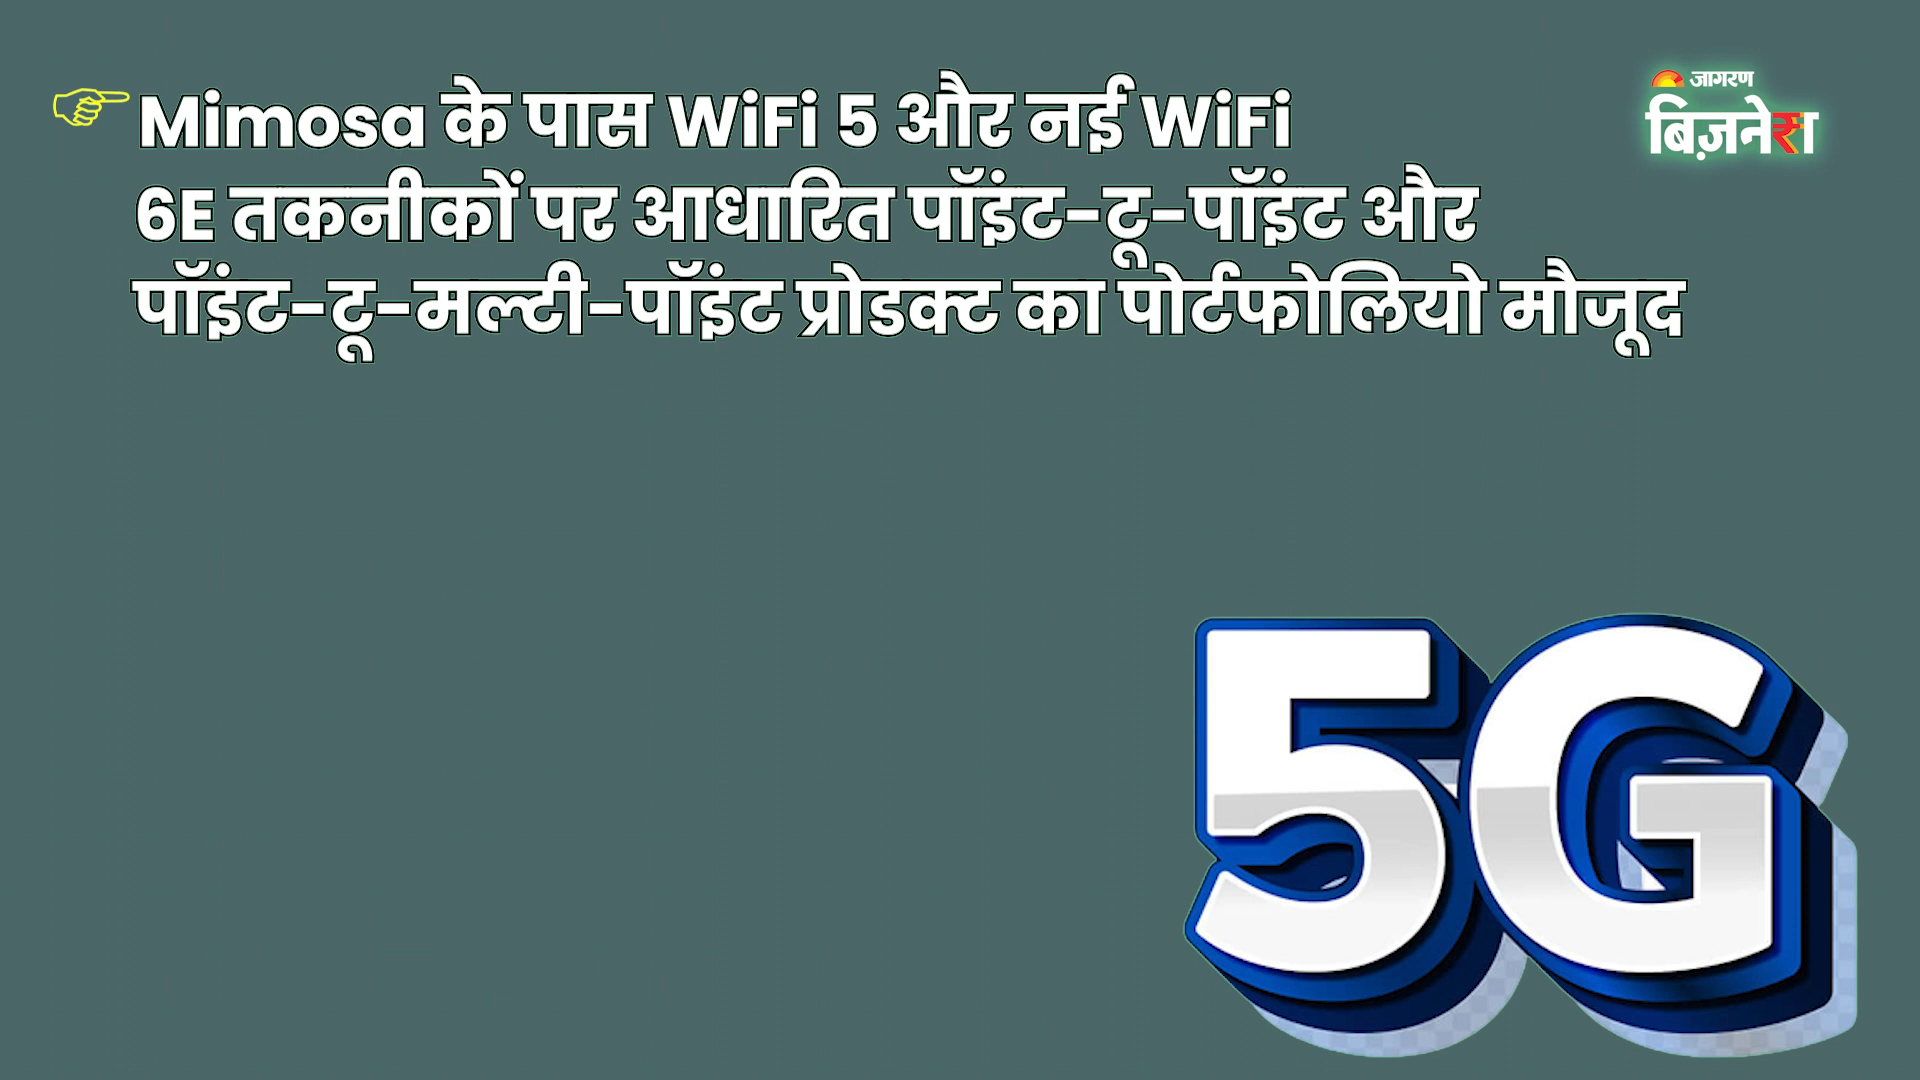 Mimosa के पास WiFi 5 और नई WiFi
6E तकनीकों पर आधारित पॉइंट-टू-पॉइंट और
पॉइंट-टू-मल्टी-पॉइंट प्रोडक्ट का पोर्टफोलियो मौजूद
जागरण
बिज़नेस
5G